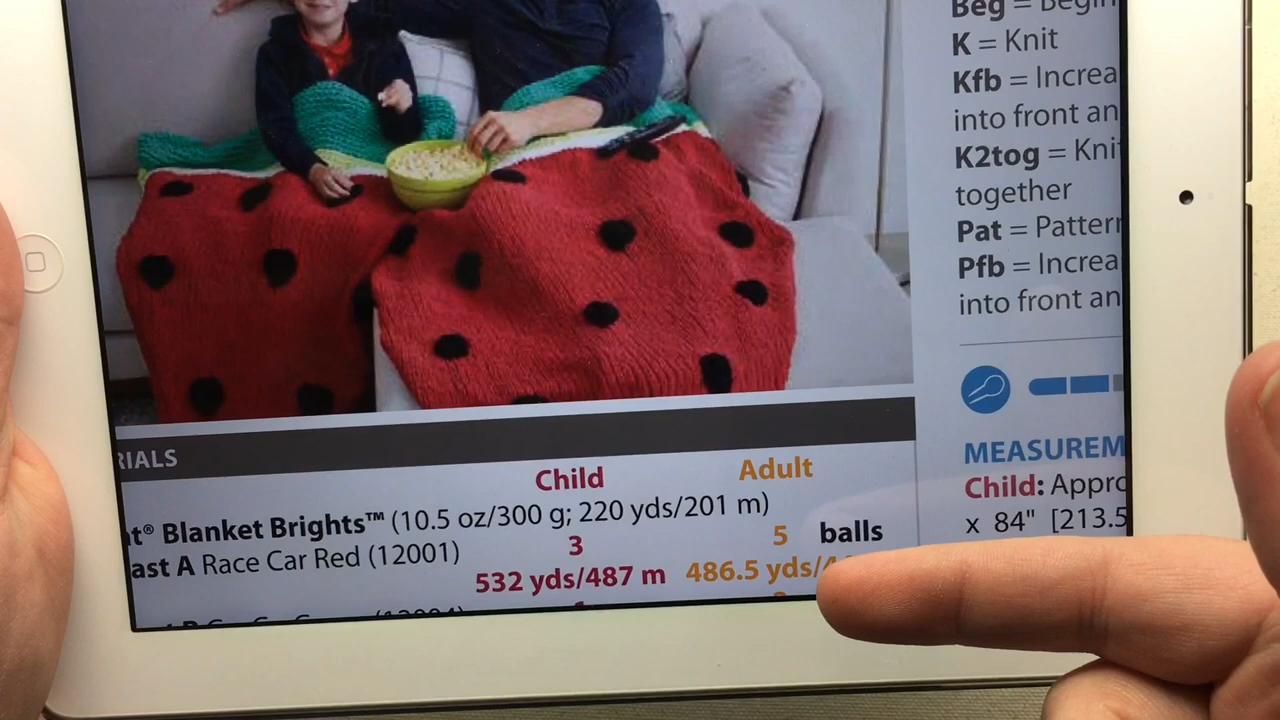 Beg = Begin
K = Knit
Kfb = Increa
into front an
K2tog = Knit
together
Pat = Pattern
Pfb = Increa
into front an
MEASUREM
Child: Appro
x 84" [213.5
RIALS
Child Adult
t® Blanket Brights™ (10.5 oz/300 g; 220 yds/201 m)
ast A Race Car Red (12001) 3 5 balls
532 yds/487 m 486.5 yds/4